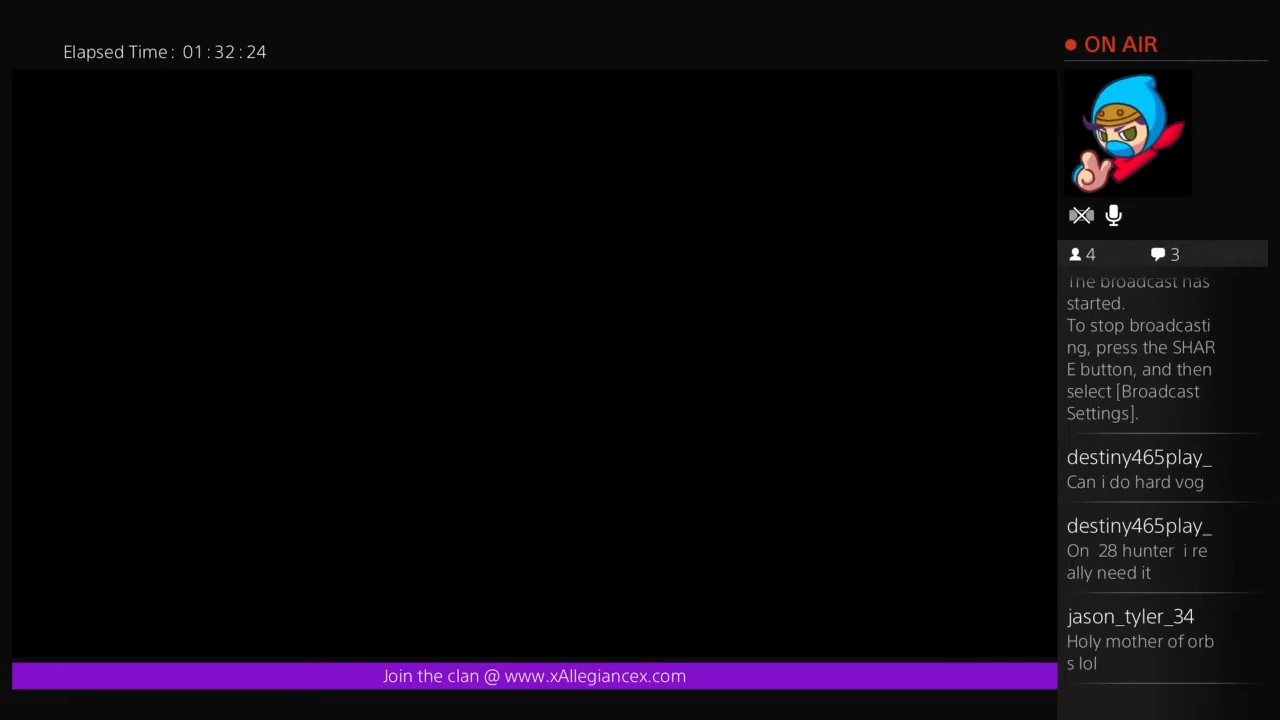 Elapsed Time: 01:32:24
ON AIR
4 3
The broadcast has
started.
To stop broadcasti
ng, press the SHAR
E button, and then
select [Broadcast
Settings].
destiny465play_
Can i do hard vog
destiny465play_
On 28 hunter i re
ally need it
jason_tyler_34
Holy mother of orb
s lol
Join the clan @ www.xAllegiancex.com